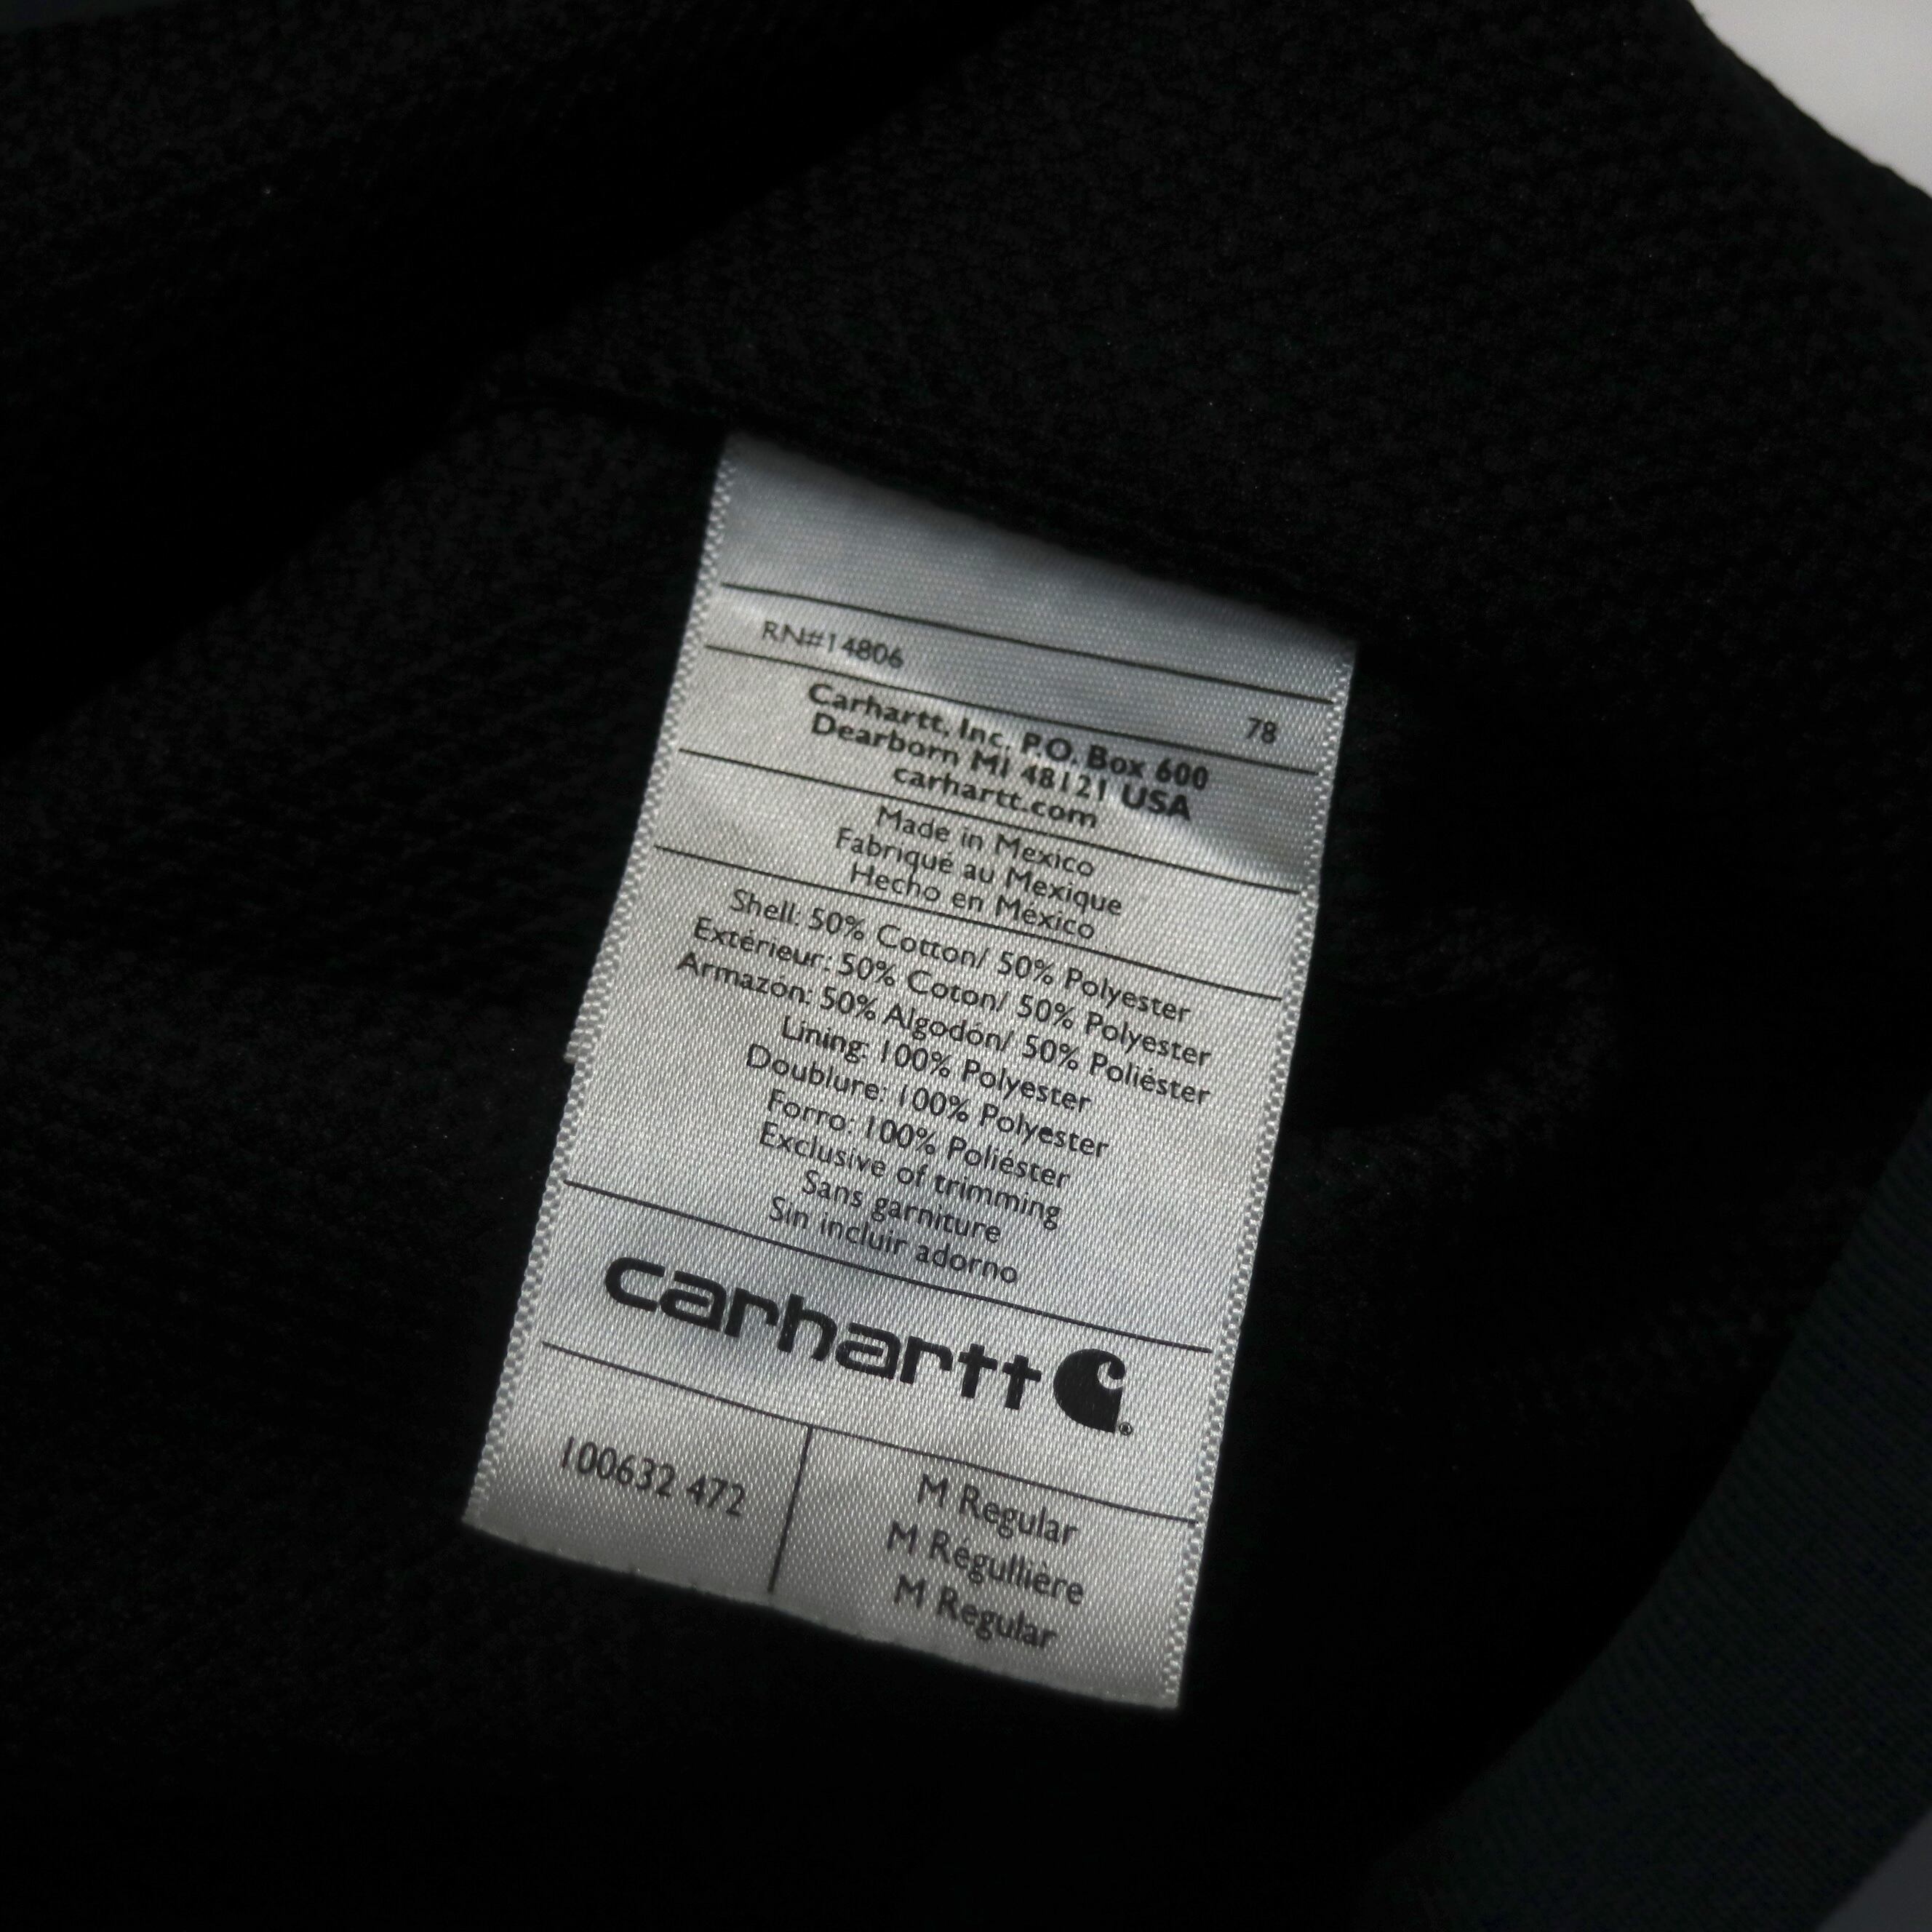 RN#14806
78
Carhartt, Inc. P.O. Box 600
Dearborn MI 48121 USA
carhartt.com
Made in Mexico
Fabriqué au Mexique
Hecho en México
Shell: 50% Cotton/ 50% Polyester
Extérieur: 50% Coton/ 50% Polyester
Armazón: 50% Algodón/ 50% Poliéster
Lining: 100% Polyester
Doublure: 100% Polyester
Forro: 100% Poliéster
Exclusive of trimming
Sans garniture
Sin incluir adorno
carhartt ®
100632 472
M Regular
M Régullière
M Regular